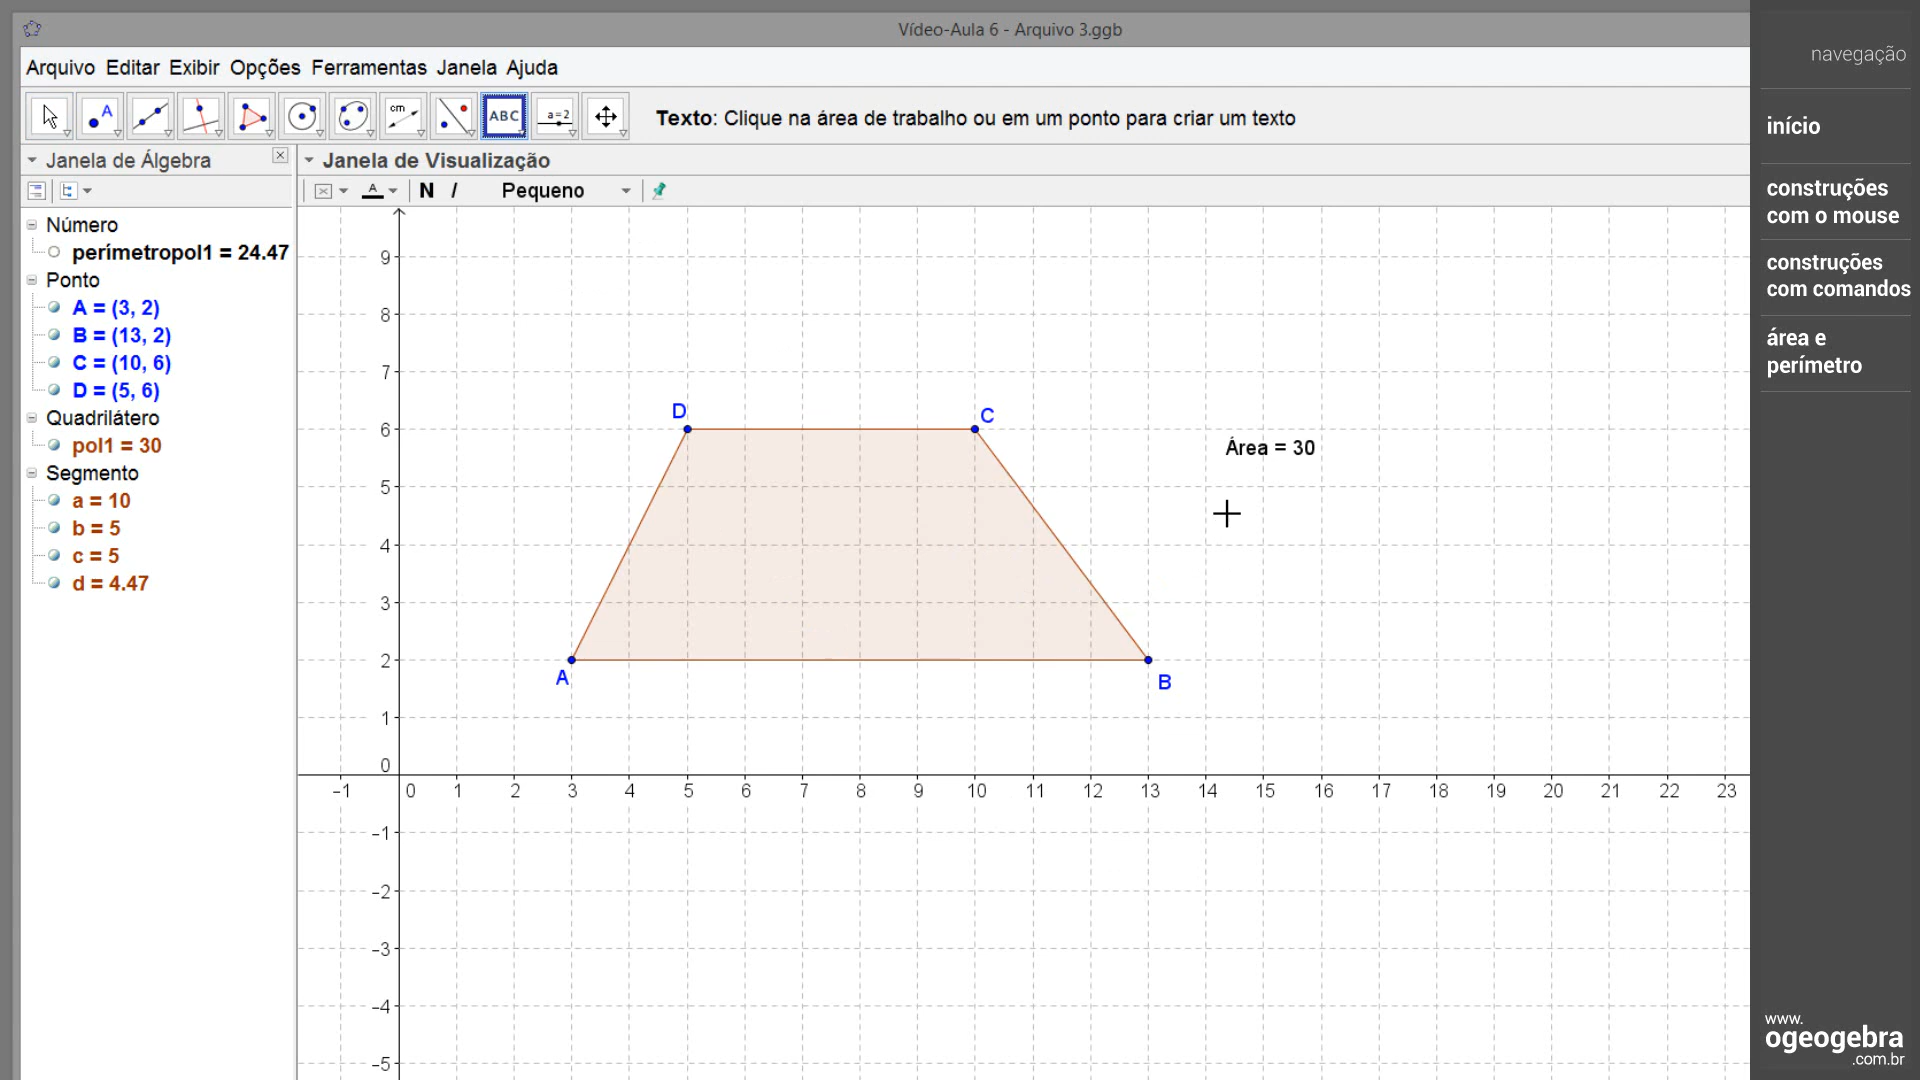 Vídeo-Aula 6 - Arquivo 3.ggb
Arquivo Editar Exibir Opções Ferramentas Janela Ajuda
A cm ABC a=2 Texto: Clique na área de trabalho ou em um ponto para criar um texto
Janela de Álgebra
Janela de Visualização
A N I Pequeno
Número
perímetropol1 = 24.47
Ponto
A = (3, 2)
B = (13, 2)
C = (10, 6)
D = (5, 6)
Quadrilátero
pol1 = 30
Segmento
a = 10
b = 5
c = 5
d = 4.47
9
8
7
D C
6
Área = 30
5
4
3
2
A B
1
0
-1 0 1 2 3 4 5 6 7 8 9 10 11 12 13 14 15 16 17 18 19 20 21 22 23
-1
-2
-3
-4
-5
navegação
início
construções
com o mouse
construções
com comandos
área e
perímetro
www.
ogeogebra
.com.br